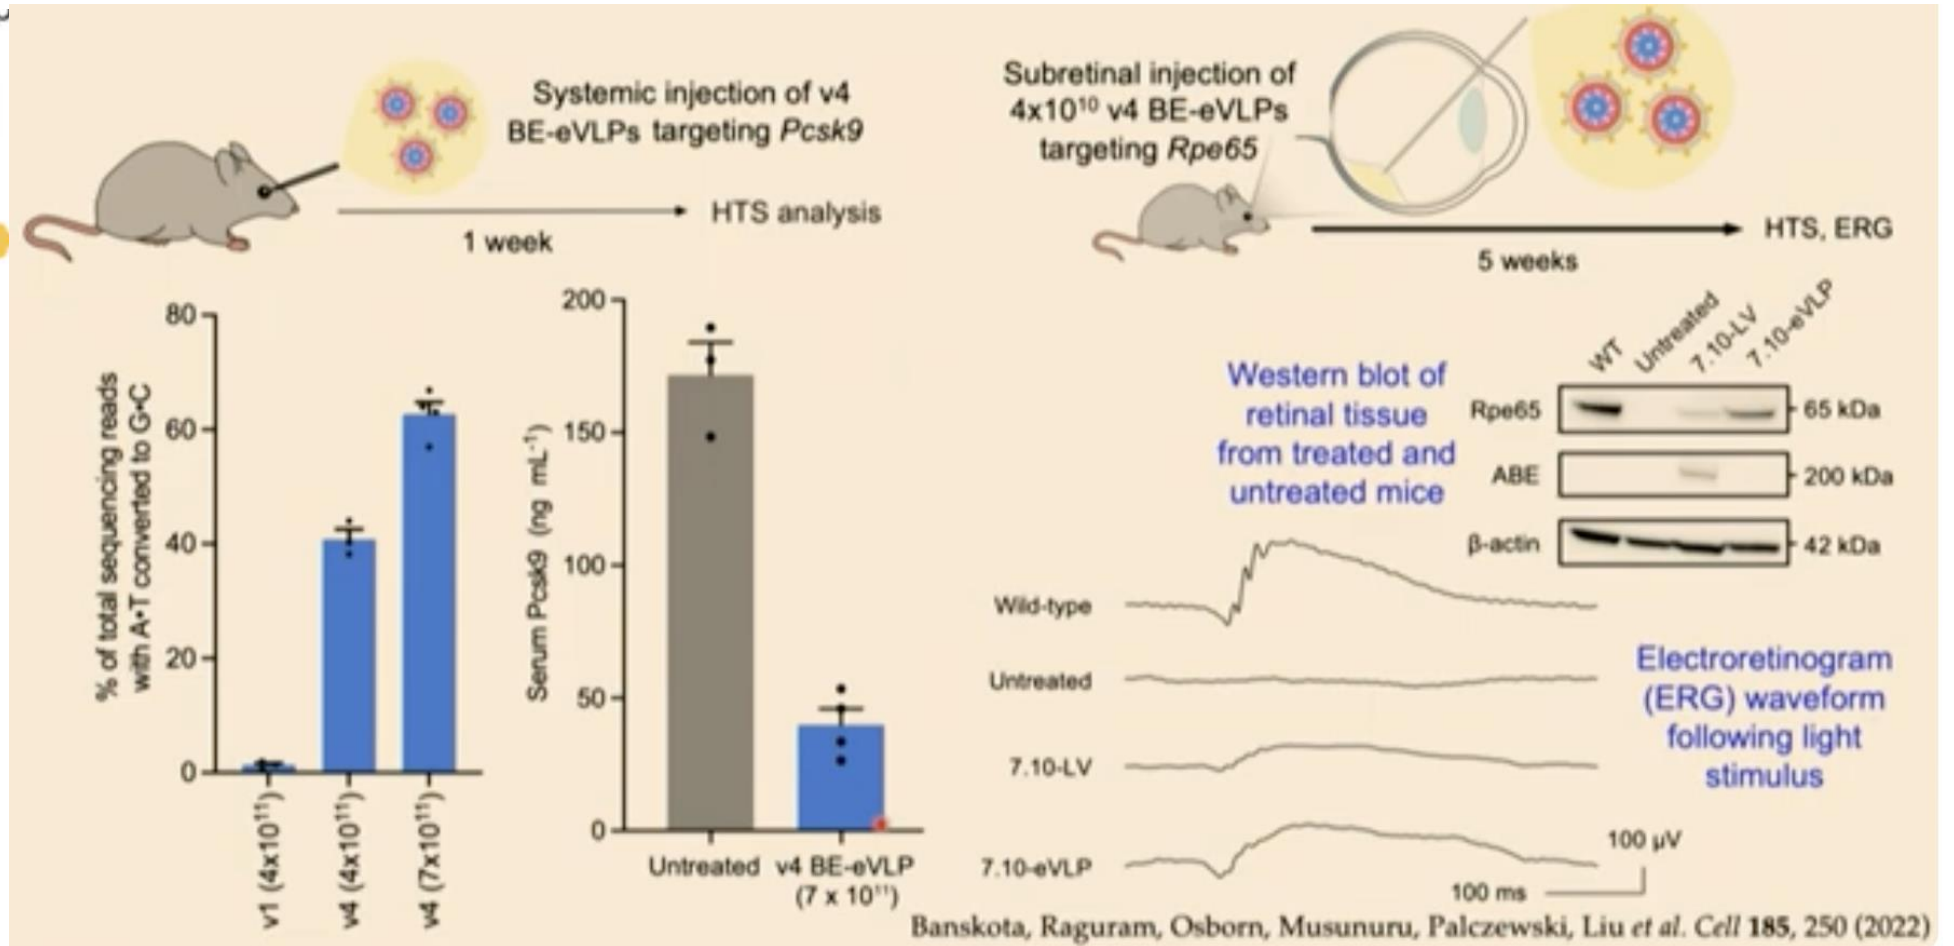 Systemic injection of v4
BE-eVLPs targeting Pcsk9
HTS analysis
1 week
Subretinal injection of
4x10¹⁰ v4 BE-eVLPs
targeting Rpe65
HTS, ERG
5 weeks
% of total sequencing reads
with A•T converted to G•C
80
60
40
20
0
v1 (4x10¹¹)
v4 (4x10¹¹)
v4 (7x10¹¹)
Serum Pcsk9 (ng mL⁻¹)
200
150
100
50
0
Untreated
v4 BE-eVLP
(7 x 10¹¹)
Western blot of
retinal tissue
from treated and
untreated mice
WT
Untreated
7.10-LV
7.10-eVLP
Rpe65
65 kDa
ABE
200 kDa
β-actin
42 kDa
Wild-type
Untreated
7.10-LV
7.10-eVLP
Electroretinogram
(ERG) waveform
following light
stimulus
100 μV
100 ms
Banskota, Raguram, Osborn, Musunuru, Palczewski, Liu et al. Cell 185, 250 (2022)